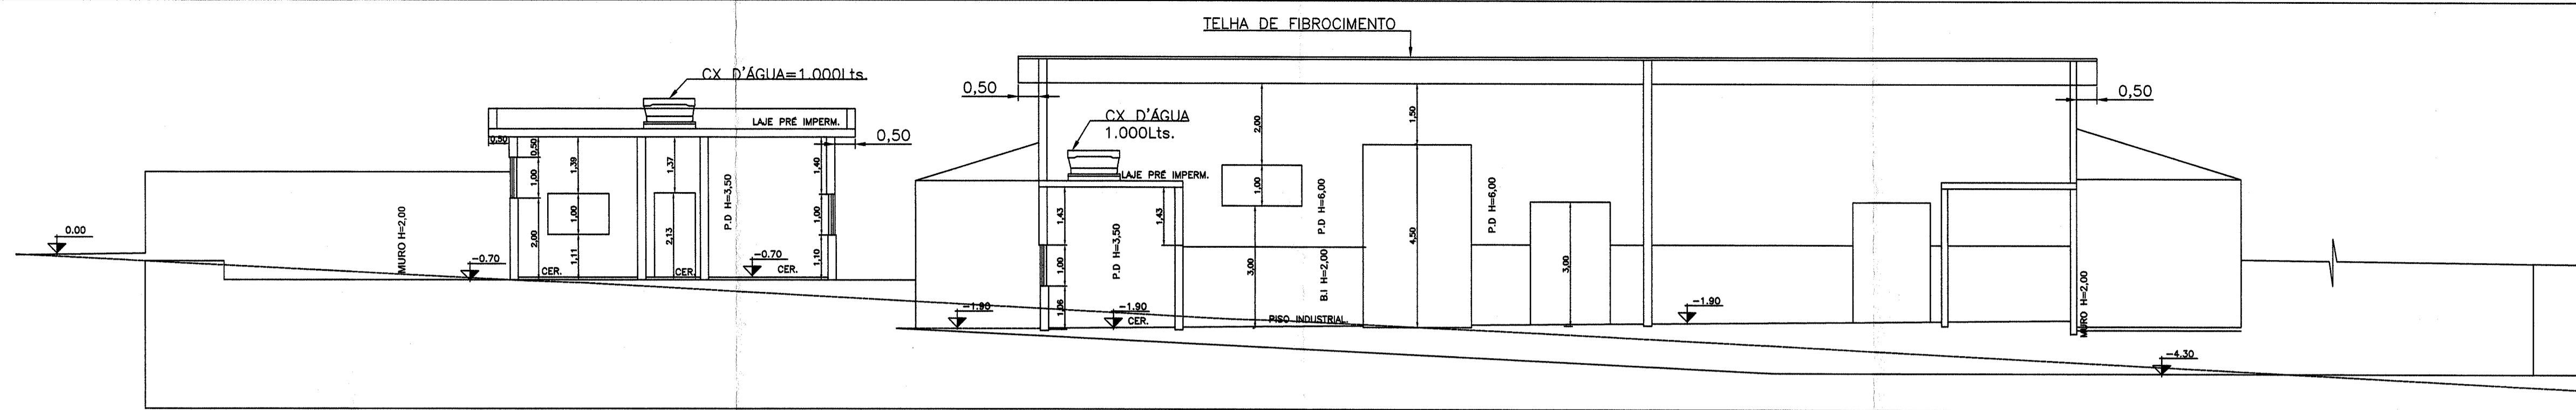 TELHA DE FIBROCIMENTO
CX D'ÁGUA=1.000Lts.
0,50
0,50
CX D'ÁGUA
1.000Lts.
LAJE PRÉ IMPERM.
0,50
0,50
0,50
1,00
2,00
1,39
1,00
1,11
1,37
2,13
P.D H=3,50
1,40
1,00
1,10
MURO H=2,00
0.00
-0.70
CER.
CER.
-0.70
CER.
LAJE PRÉ IMPERM.
1,43
1,00
1,06
1,43
P.D H=3,50
-1.90
-1.90
CER.
2,00
1,00
3,00
P.D H=6,00
B.I H=2,00
PISO INDUSTRIAL.
1,50
4,50
P.D H=6,00
3,00
-1.90
MURO H=2,00
-4.30